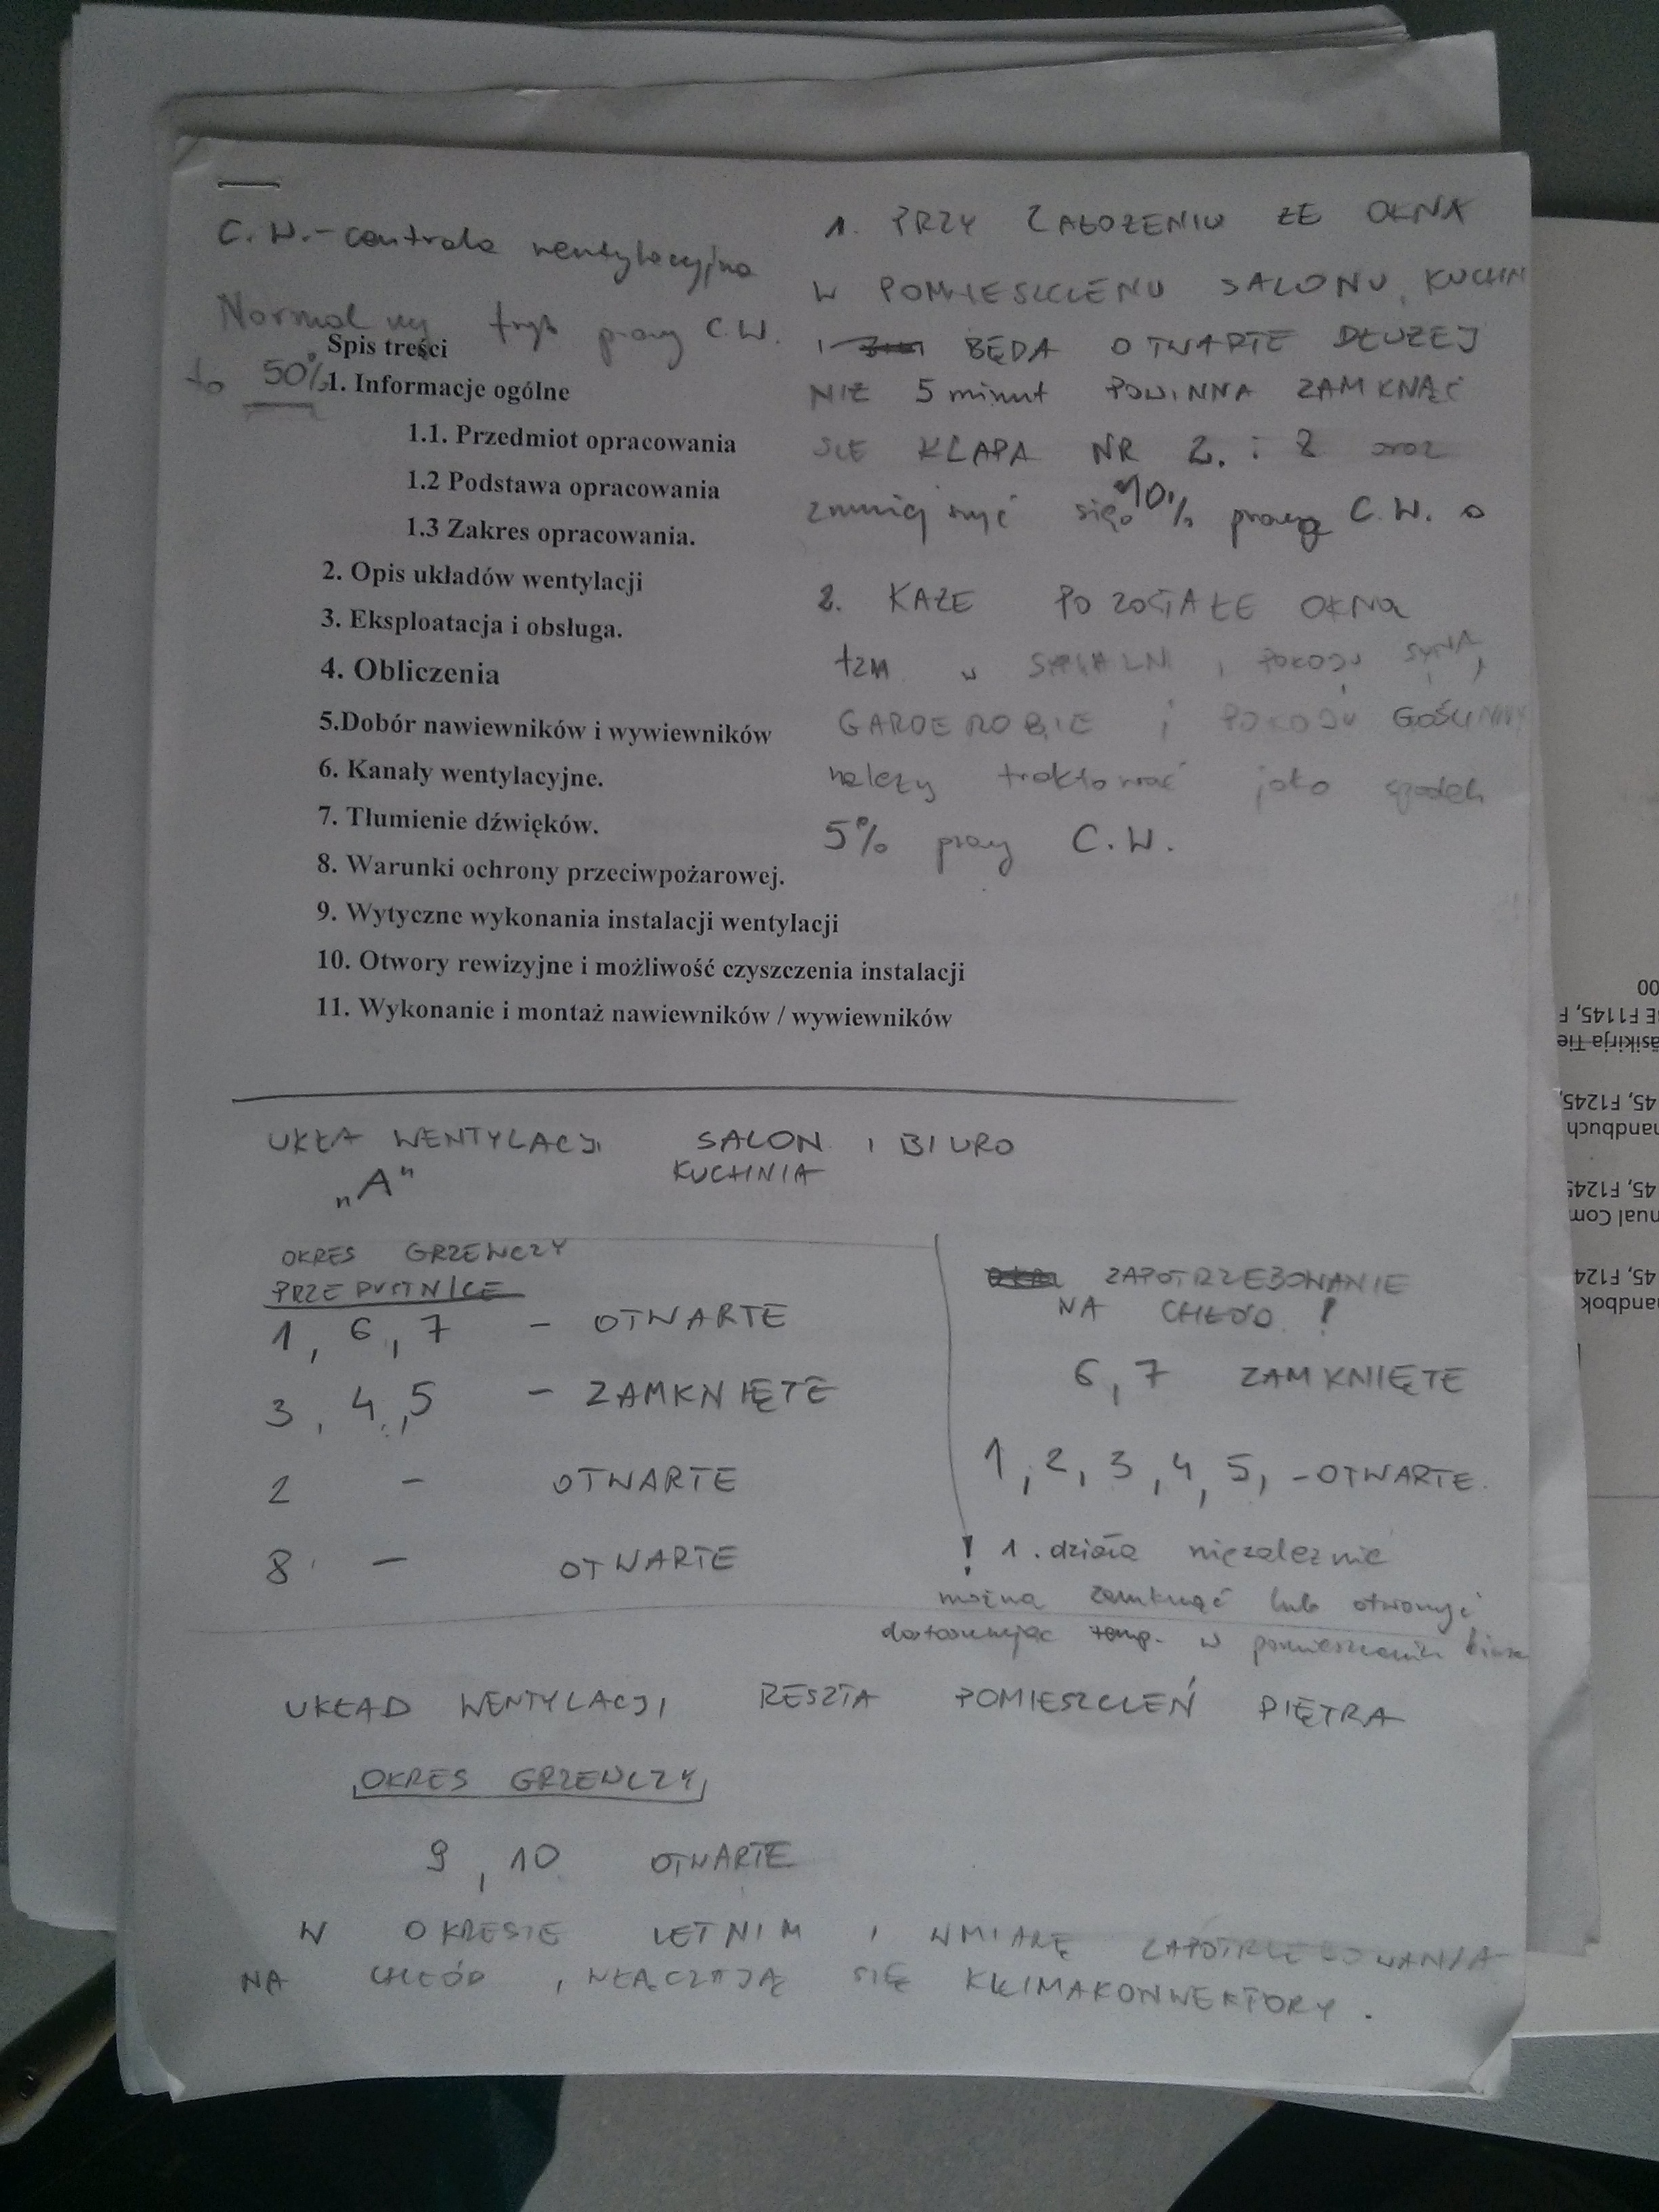 C.W.- centrala wentylacyjna
Normalny tryb pracy C.W.
to 50%
Spis treści
1. Informacje ogólne
1.1. Przedmiot opracowania
1.2 Podstawa opracowania
1.3 Zakres opracowania.
2. Opis układów wentylacji
3. Eksploatacja i obsługa.
4. Obliczenia
5.Dobór nawiewników i wywiewników
6. Kanały wentylacyjne.
7. Tłumienie dźwięków.
8. Warunki ochrony przeciwpożarowej.
9. Wytyczne wykonania instalacji wentylacji
10. Otwory rewizyjne i możliwość czyszczenia instalacji
11. Wykonanie i montaż nawiewników / wywiewników
1. PRZY ZAŁOŻENIU ŻE OKNA
W POMIESZCZENU SALONU, KUCHN
I BĘDA OTWARTE DŁUŻEJ
NIŻ 5 minut POWINNA ZAMKNĄĆ
SIĘ KLAPA NR 2. i 8 oraz
zmniejszyć się 10% pracę C.W. o
2. KAŻE POZOSTAŁE OKNA
tzn w SYPIALNI, POKOJU SYNA,
GARDEROBIE i POKOJU GOŚCINNY
należy traktować jako spadek
5% pracy C.W.
UKŁA WENTYLACJI SALON I BIURO
"A" KUCHNIA
OKRES GRZEWCZY
PRZEPUSTNICE
1, 6, 7 - OTWARTE
3, 4, 5 - ZAMKNIĘTE
2 - OTWARTE
8 - OTWARTE
ZAPOTRZEBOWANIE
NA CHŁÓD !
6, 7 ZAMKNIĘTE
1, 2, 3, 4, 5, - OTWARTE.
! 1. działa niezależnie
można zamknąć lub otworzyć
dostosowując temp. w pomieszczeniu biura
UKŁAD WENTYLACJI RESZTA POMIESZCZEŃ PIĘTRA
OKRES GRZEWCZY
9, 10 OTWARTE
W OKRESIE LETNIM I WMIARĘ ZAPOTRZEBOWANIA
NA CHŁÓD, WŁĄCZAJĄ SIĘ KLIMAKONWEKTORY.
00
E F1145, F
äsikirja Tie
45, F1245,
handbuch
45, F1245
nual Com
45, F124
handbok